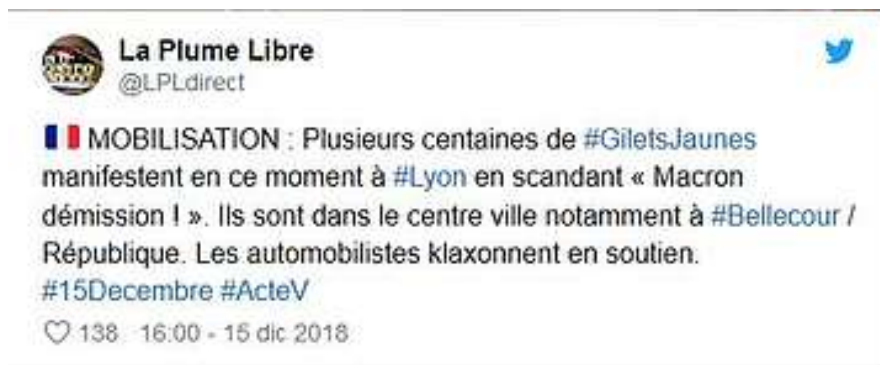 La Plume Libre
@LPLdirect
🇫🇷 MOBILISATION : Plusieurs centaines de #GiletsJaunes
manifestent en ce moment à #Lyon en scandant « Macron
démission ! ». Ils sont dans le centre ville notamment à #Bellecour /
République. Les automobilistes klaxonnent en soutien.
#15Decembre #ActeV
138 16:00 - 15 dic 2018